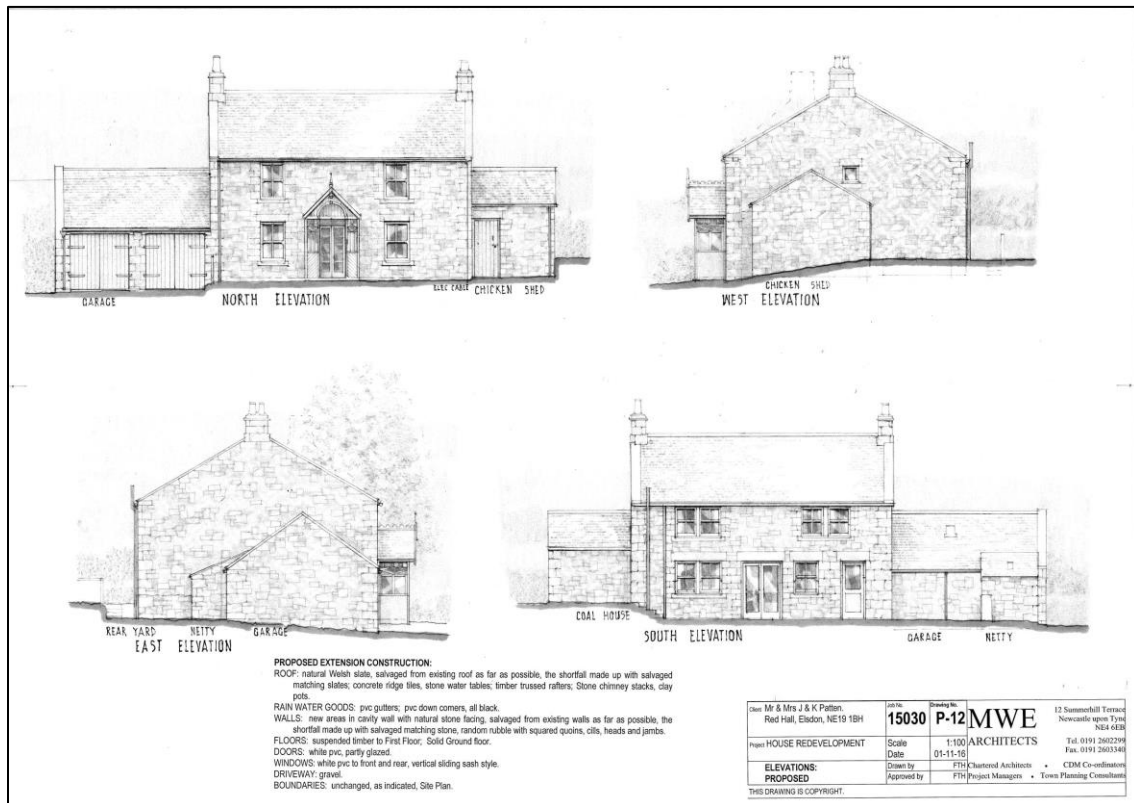 GARAGE
NORTH ELEVATION
ELEC CABLE CHICKEN SHED
CHICKEN SHED
WEST ELEVATION
REAR YARD NETTY GARAGE
EAST ELEVATION
COAL HOUSE
SOUTH ELEVATION
GARAGE NETTY
PROPOSED EXTENSION CONSTRUCTION:
ROOF: natural Welsh slate, salvaged from existing roof as far as possible, the shortfall made up with salvaged
matching slates; concrete ridge tiles, stone water tables; timber trussed rafters; Stone chimney stacks, clay
pots.
RAIN WATER GOODS: pvc gutters; pvc down comers, all black.
WALLS: new areas in cavity wall with natural stone facing, salvaged from existing walls as far as possible, the
shortfall made up with salvaged matching stone, random rubble with squared quoins, cills, heads and jambs.
FLOORS: suspended timber to First Floor; Solid Ground floor.
DOORS: white pvc, partly glazed.
WINDOWS: white pvc to front and rear, vertical sliding sash style.
DRIVEWAY: gravel.
BOUNDARIES: unchanged, as indicated, Site Plan.
Client: Mr & Mrs J & K Patten.
Red Hall, Elsdon, NE19 1BH
Job No. 15030
Drawing No. P-12
Project: HOUSE REDEVELOPMENT
Scale 1:100
Date 01-11-16
ELEVATIONS:
PROPOSED
Drawn by FTH
Approved by FTH
THIS DRAWING IS COPYRIGHT.
MWE
ARCHITECTS
12 Summerhill Terrace
Newcastle upon Tyne
NE4 6EB
Tel. 0191 2602299
Fax. 0191 2603340
Chartered Architects • CDM Co-ordinators
Project Managers • Town Planning Consultants